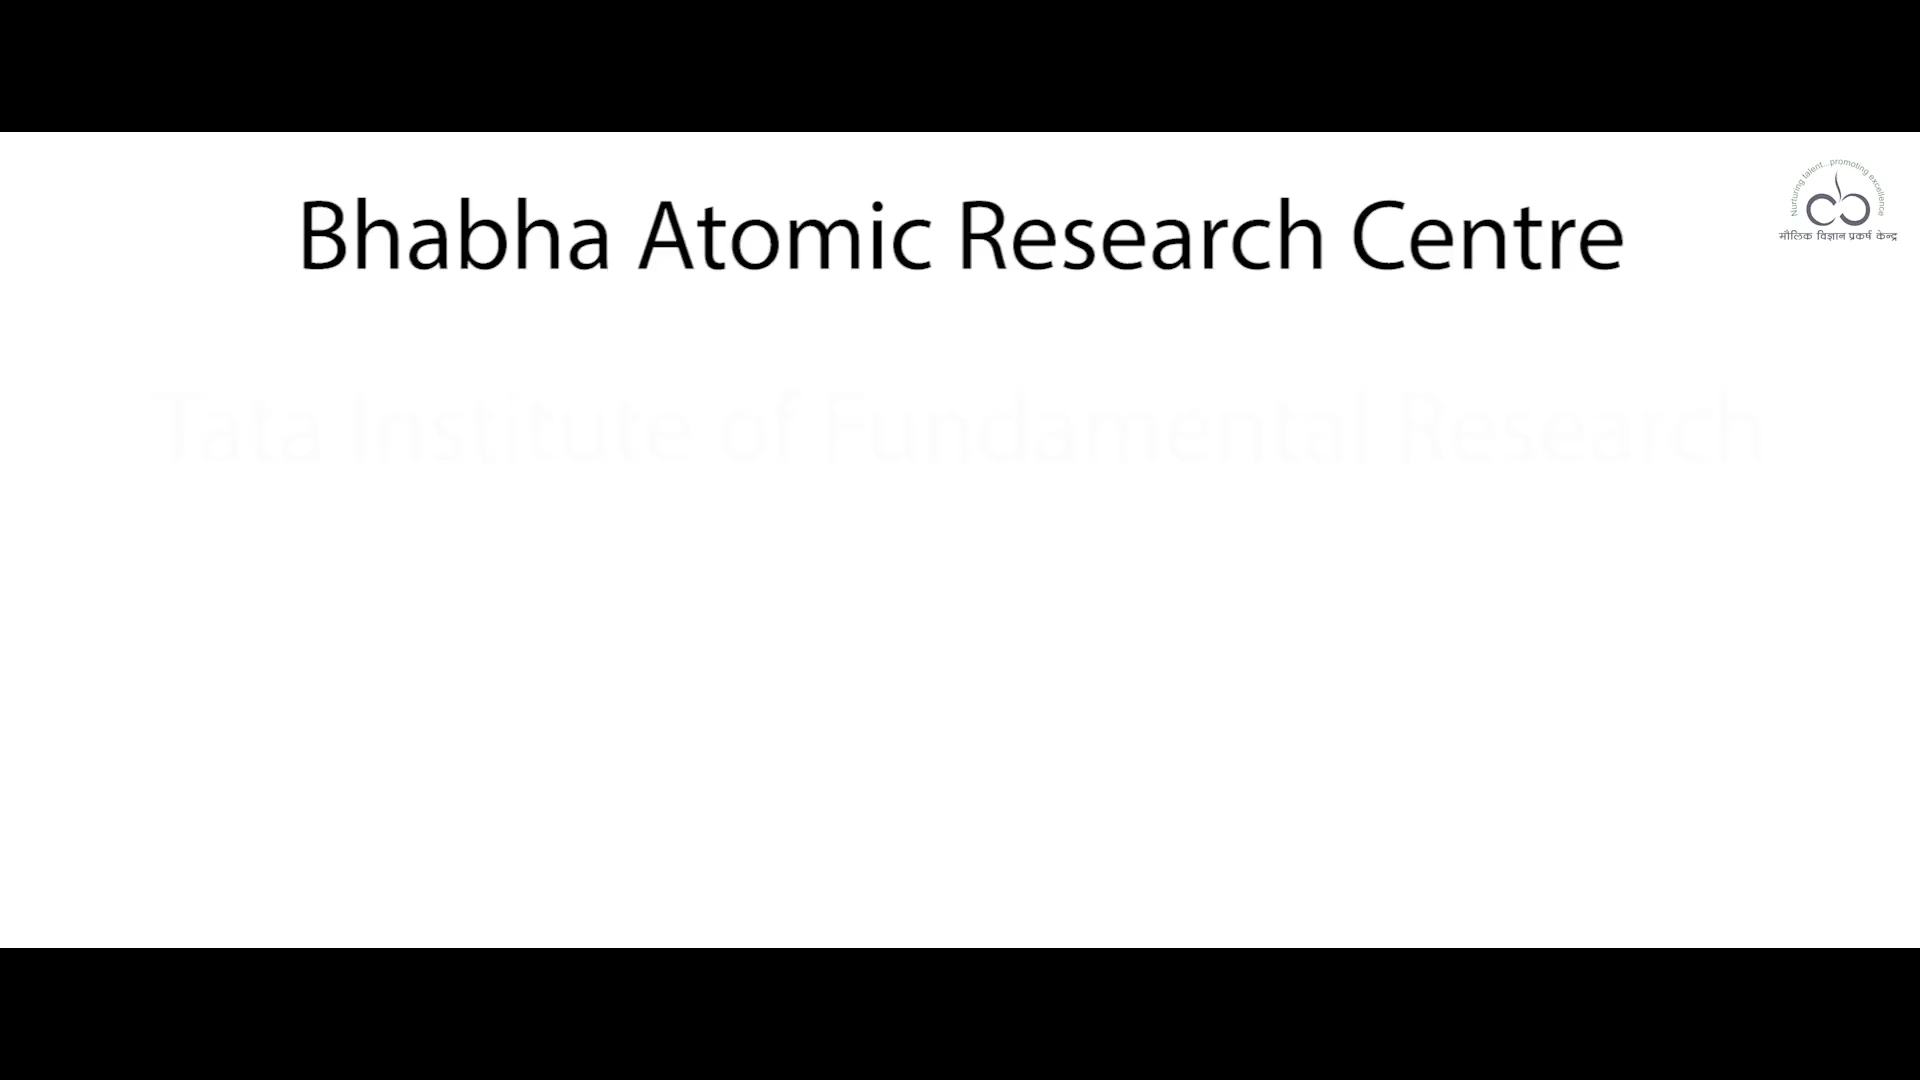 Nurturing talent...promoting excellence
मौलिक विज्ञान प्रकर्ष केन्द्र
Bhabha Atomic Research Centre
Tata Institute of Fundamental Research